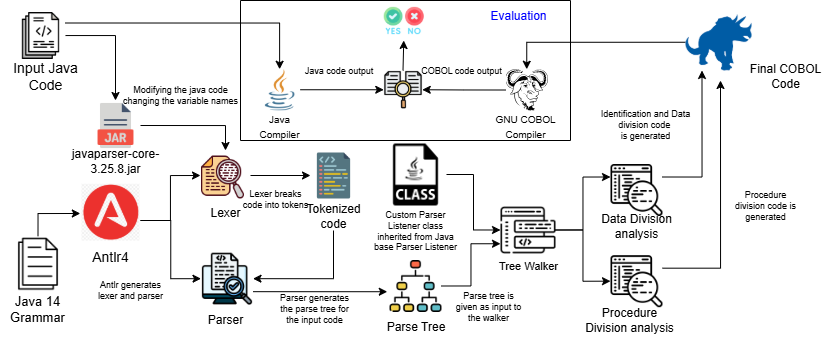 Evaluation
YES NO
Input Java
Code
Java code output
COBOL code output
Final COBOL
Code
Modifying the java code
changing the variable names
Java
Compiler
GNU COBOL
Compiler
JAR
javaparser-core-
3.25.8.jar
Identification and Data
division code
is generated
CLASS
Lexer
Lexer breaks
code into tokens
Tokenized
code
Custom Parser
Listener class
inherited from Java
base Parser Listener
Data Division
analysis
Procedure
division code is
generated
Antlr4
Tree Walker
Java 14
Grammar
Antlr generates
lexer and parser
Parser
Parser generates
the parse tree for
the input code
Parse Tree
Parse tree is
given as input to
the walker
Procedure
Division analysis